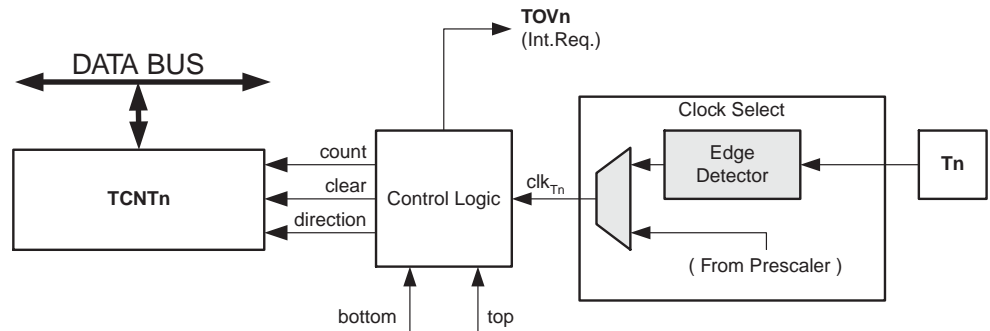 TOVn
(Int.Req.)
DATA BUS
Clock Select
count
Edge
Detector
Tn
TCNTn
clear
Control Logic
clkTn
direction
( From Prescaler )
bottom
top